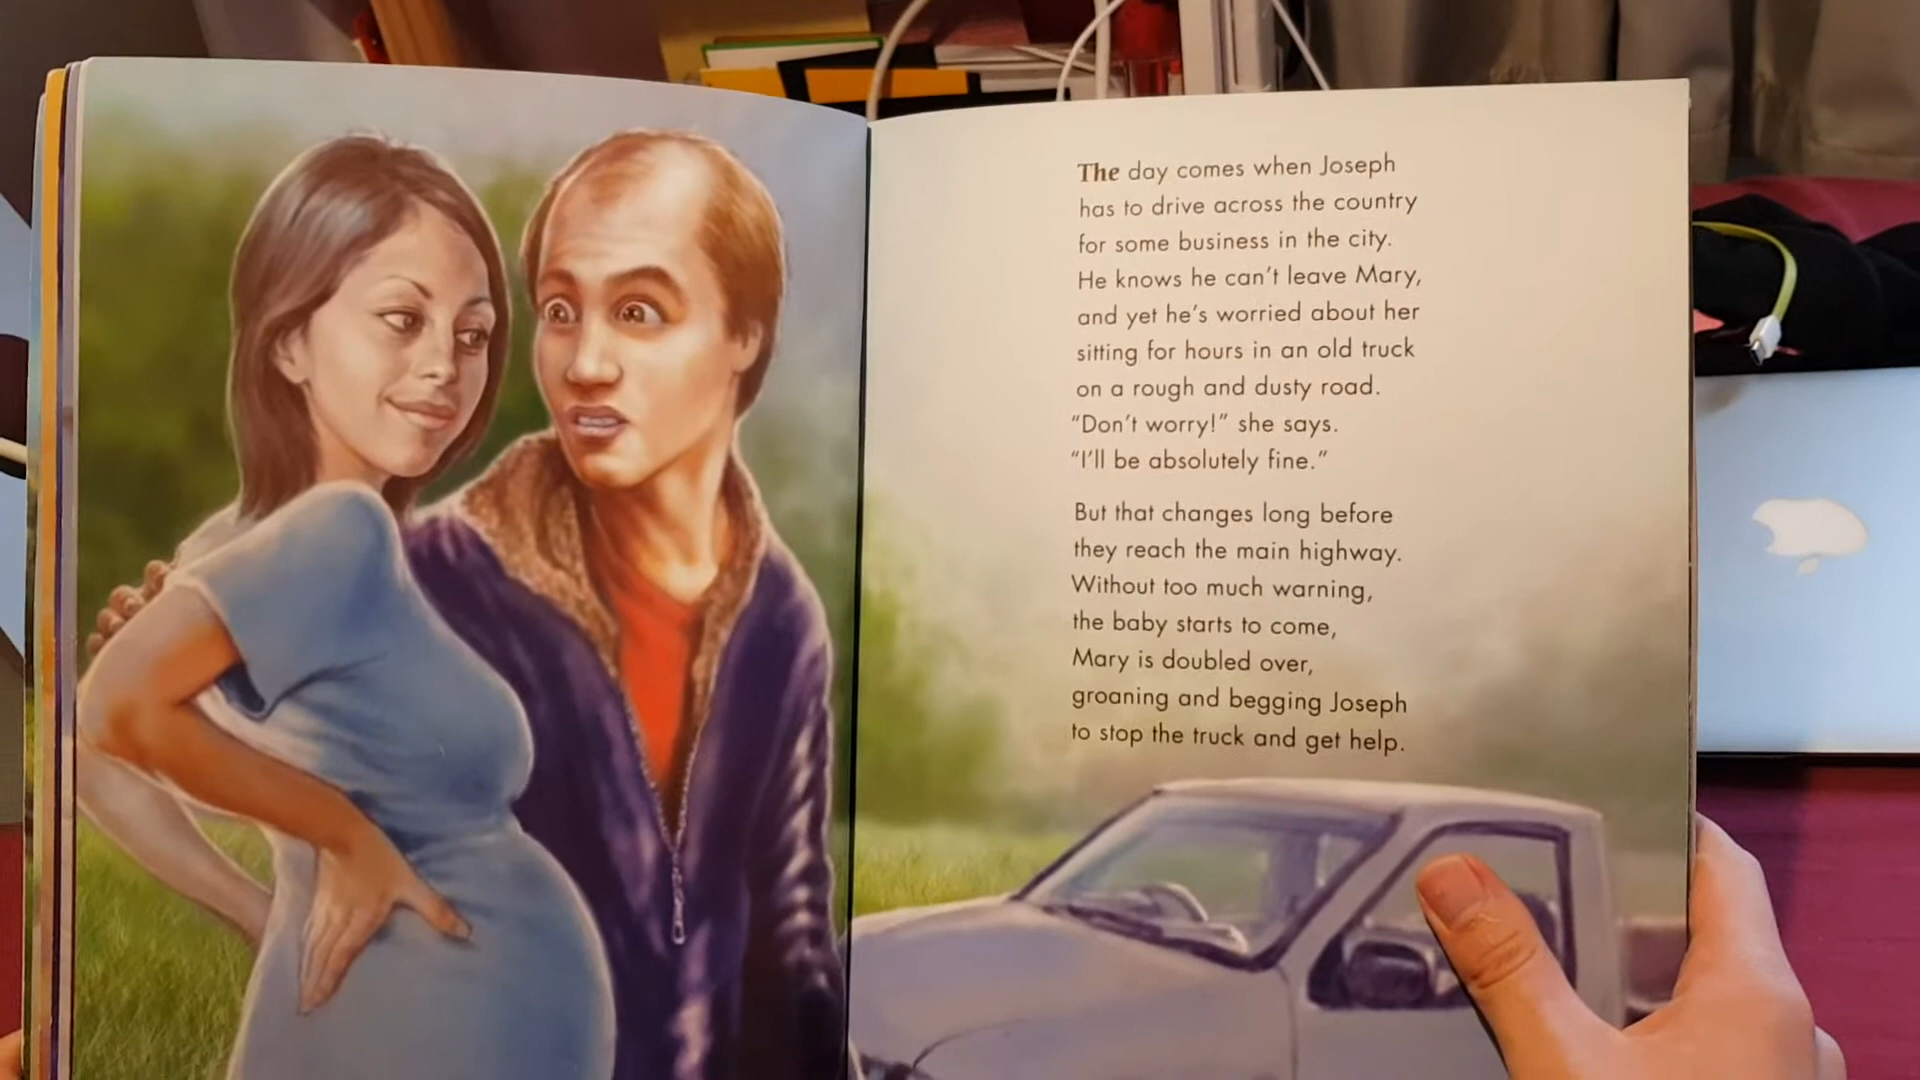 The day comes when Joseph
has to drive across the country
for some business in the city.
He knows he can't leave Mary,
and yet he's worried about her
sitting for hours in an old truck
on a rough and dusty road.
“Don't worry!” she says.
“I'll be absolutely fine.”
But that changes long before
they reach the main highway.
Without too much warning,
the baby starts to come,
Mary is doubled over,
groaning and begging Joseph
to stop the truck and get help.